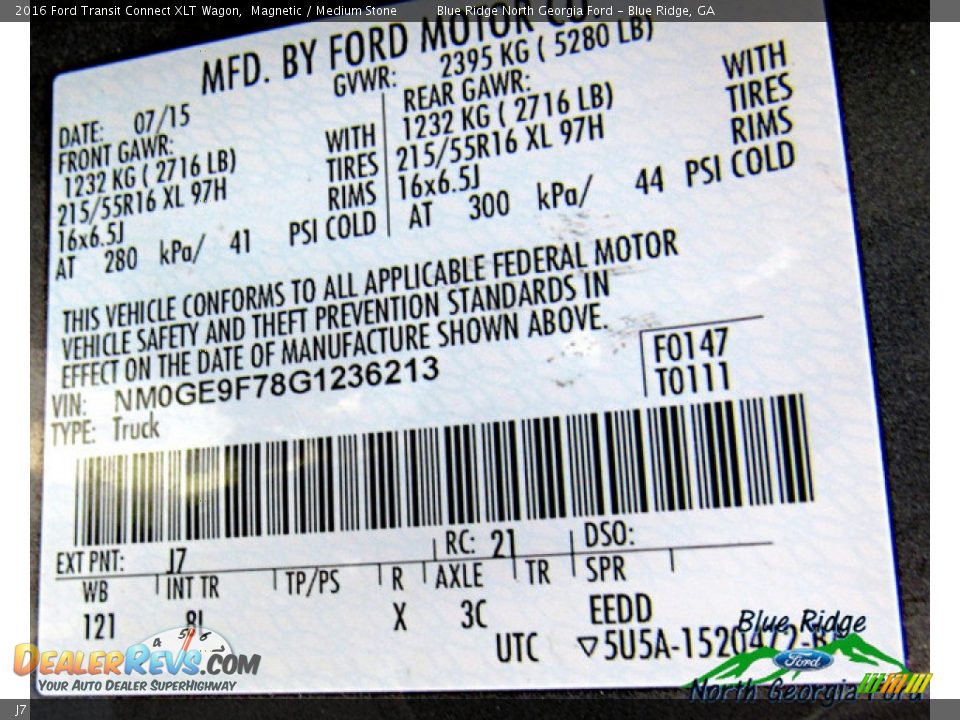 2016 Ford Transit Connect XLT Wagon, Magnetic / Medium Stone Blue Ridge North Georgia Ford - Blue Ridge, GA
MFD. BY FORD MOTOR CO.
GVWR: 2395 KG ( 5280 LB)
DATE: 07/15
FRONT GAWR:
1232 KG ( 2716 LB) WITH
215/55R16 XL 97H TIRES
16x6.5J RIMS
AT 280 kPa/ 41 PSI COLD
REAR GAWR: WITH
1232 KG ( 2716 LB) TIRES
215/55R16 XL 97H RIMS
16x6.5J
AT 300 kPa/ 44 PSI COLD
THIS VEHICLE CONFORMS TO ALL APPLICABLE FEDERAL MOTOR
VEHICLE SAFETY AND THEFT PREVENTION STANDARDS IN
EFFECT ON THE DATE OF MANUFACTURE SHOWN ABOVE.
F0147
T0111
VIN: NM0GE9F78G1236213
TYPE: Truck
EXT PNT: J7 RC: 21 DSO:
WB INT TR TP/PS R AXLE TR SPR
121 8L X 3C EEDD
UTC ▽5U5A-1520472-
DEALERREVS.COM
YOUR AUTO DEALER SUPERHIGHWAY
Blue Ridge
Ford
North Georgia Ford
J7